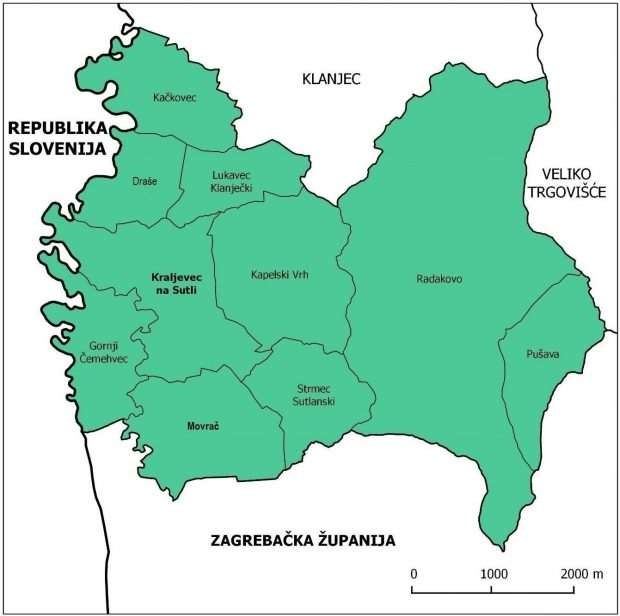 KLANJEC
Kačkovec
REPUBLIKA
SLOVENIJA
Draše
Lukavec
Klanječki
VELIKO
TRGOVIŠĆE
Kraljevec
na Sutli
Kapelski Vrh
Radakovo
Gornji
Čemehvec
Pušava
Strmec
Sutlanski
Movrač
ZAGREBAČKA ŽUPANIJA
0 1000 2000 m